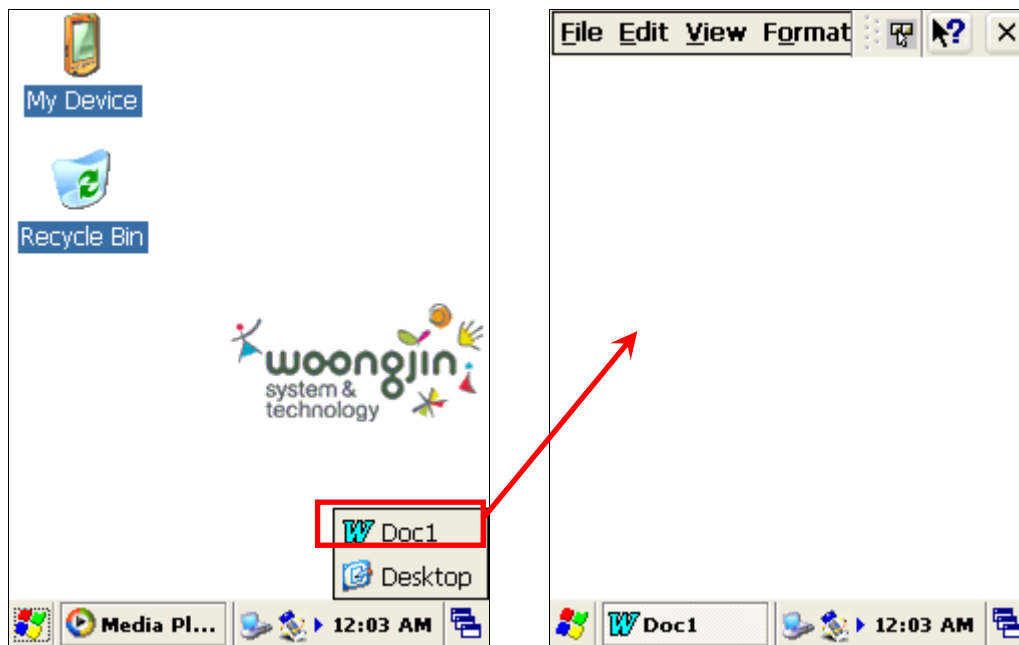 My Device
Recycle Bin
woongjin
system &
technology
Doc1
Desktop
Media Pl...
12:03 AM
File Edit View Format
?
Doc1
12:03 AM